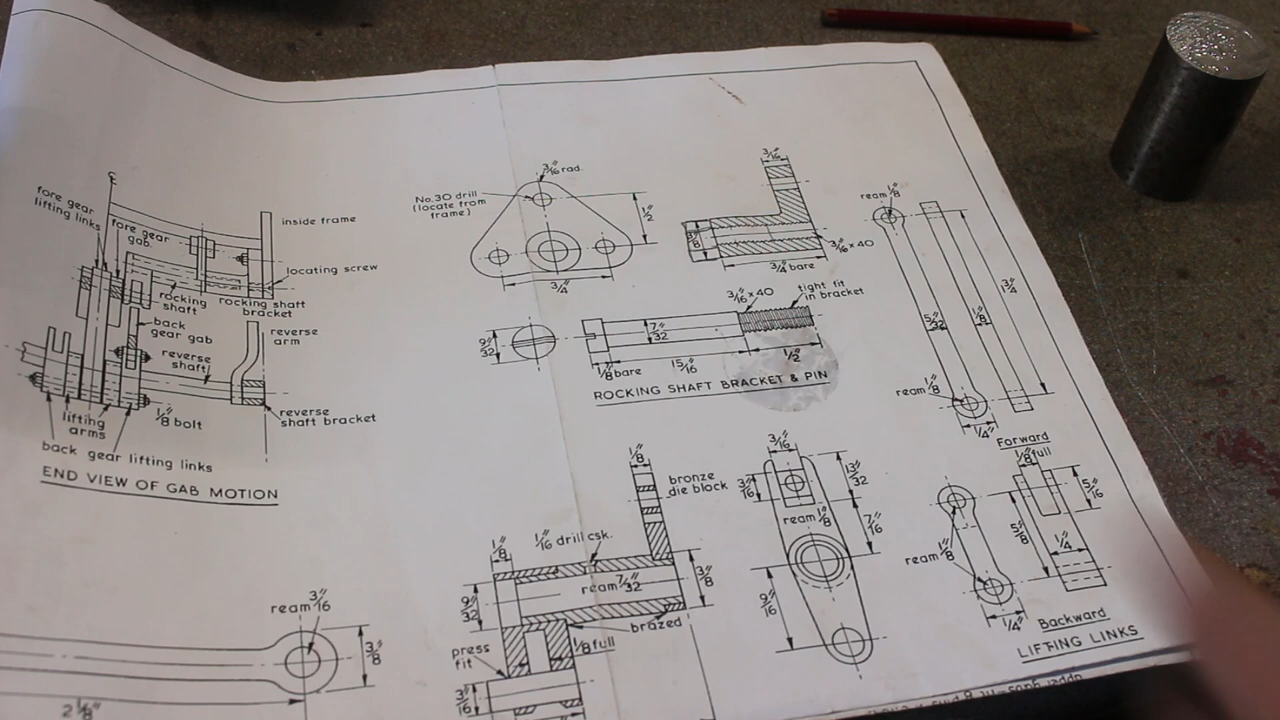 fore gear
lifting links
fore gear
gab.
inside frame
locating screw
rocking
shaft
rocking shaft
bracket
back
gear gab
reverse
arm
reverse
shaft
lifting
arms
1/8" bolt
reverse
shaft bracket
back gear lifting links
END VIEW OF GAB MOTION
3/16" rad.
No.30 drill
(locate from
frame)
1/2"
3/4"
3/16"
3/8"
3/16" x 40
3/4" bare
3/16" x 40
tight fit
in bracket
9/32"
7/32"
1/8" bare
15/16"
1/2"
ROCKING SHAFT BRACKET & PIN
ream 1/8"
5/32"
1/8"
1 3/4"
ream 1/8"
1/4"
Forward
1/8" full
5/16"
5/8"
1/4"
ream 1/8"
1/4"
Backward
LIFTING LINKS
1/8"
bronze
die block
3/16"
3/16"
13/32"
ream 1/8"
7/16"
9/16"
1/8"
1/16" drill csk.
9/32"
ream 7/32"
3/8"
brazed
press
fit
1/8" full
3/16"
ream 3/16"
3/8"
2 1/8"